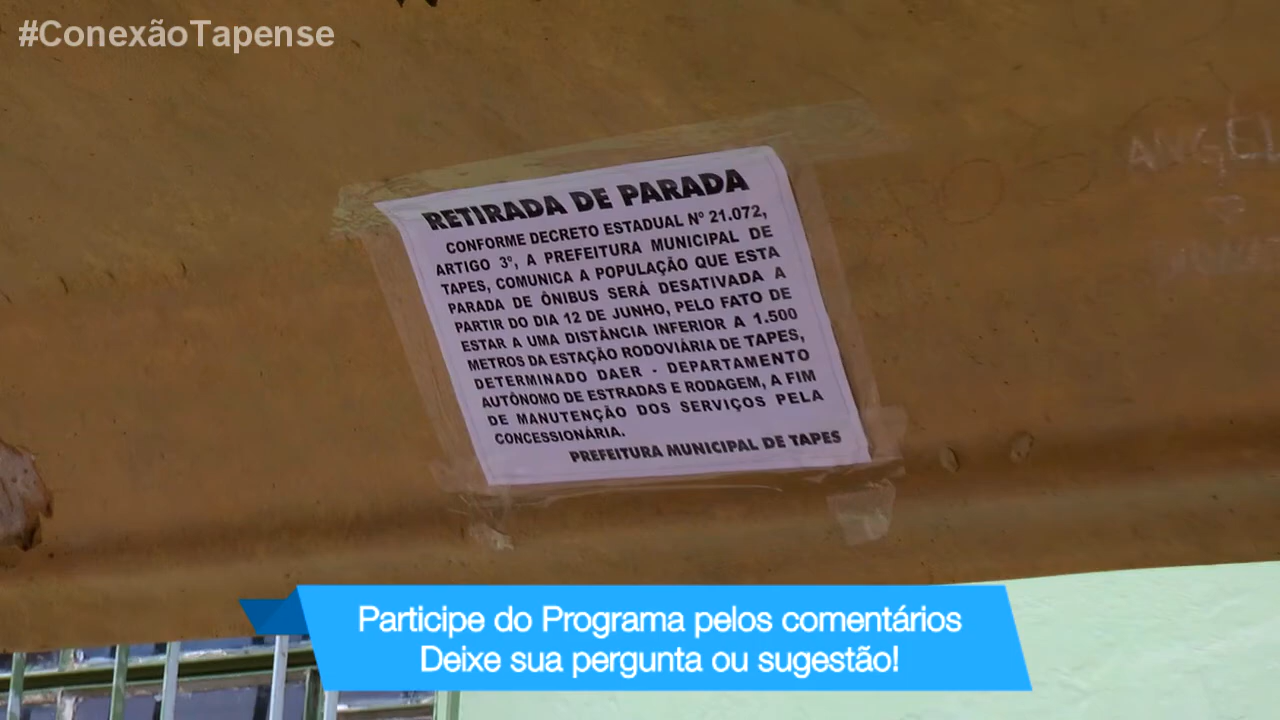 #ConexãoTapense
RETIRADA DE PARADA
CONFORME DECRETO ESTADUAL Nº 21.072,
ARTIGO 3º, A PREFEITURA MUNICIPAL DE
TAPES, COMUNICA A POPULAÇÃO QUE ESTA
PARADA DE ÔNIBUS SERÁ DESATIVADA A
PARTIR DO DIA 12 DE JUNHO, PELO FATO DE
ESTAR A UMA DISTÂNCIA INFERIOR A 1.500
METROS DA ESTAÇÃO RODOVIÁRIA DE TAPES,
DETERMINADO DAER - DEPARTAMENTO
AUTÔNOMO DE ESTRADAS E RODAGEM, A FIM
DE MANUTENÇÃO DOS SERVIÇOS PELA
CONCESSIONÁRIA.
PREFEITURA MUNICIPAL DE TAPES
Participe do Programa pelos comentários
Deixe sua pergunta ou sugestão!